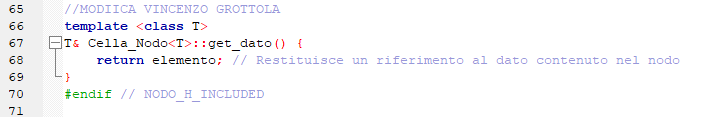 65 //MODIICA VINCENZO GROTTOLA
66 template <class T>
67 T& Cella_Nodo<T>::get_dato() {
68 return elemento; // Restituisce un riferimento al dato contenuto nel nodo
69 }
70 #endif // NODO_H_INCLUDED
71